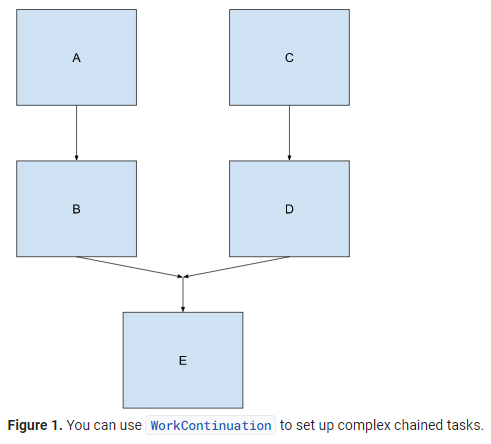 A
C
B
D
E
Figure 1. You can use WorkContinuation to set up complex chained tasks.